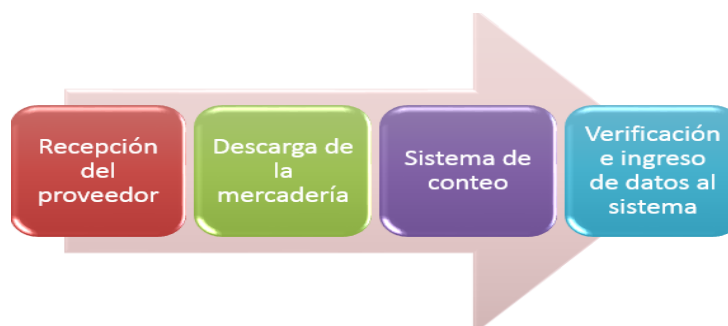 Recepción
del
proveedor
Descarga de
la
mercadería
Sistema de
conteo
Verificación
e ingreso
de datos al
sistema